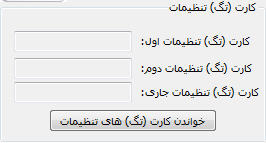 کارت (تگ) تنظیمات
کارت (تگ) تنظیمات اول:
کارت (تگ) تنظیمات دوم:
کارت (تگ) تنظیمات جاری:
خواندن کارت (تگ) های تنظیمات